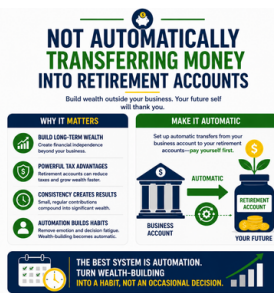 NOT AUTOMATICALLY
TRANSFERRING MONEY
INTO RETIREMENT ACCOUNTS
Build wealth outside your business. Your future self
will thank you.
WHY IT MATTERS
BUILD LONG-TERM WEALTH
Create financial independence
beyond your business.
POWERFUL TAX ADVANTAGES
Retirement accounts can reduce
taxes and grow wealth faster.
CONSISTENCY CREATES RESULTS
Small, regular contributions
compound into significant wealth.
AUTOMATION BUILDS HABITS
Remove emotion and decision fatigue.
Wealth-building becomes automatic.
MAKE IT AUTOMATIC
Set up automatic transfers from your
business account to your retirement
accounts—pay yourself first.
AUTOMATIC
BUSINESS
ACCOUNT
RETIREMENT
ACCOUNT
YOUR FUTURE
THE BEST SYSTEM IS AUTOMATION.
TURN WEALTH-BUILDING
INTO A HABIT, NOT AN OCCASIONAL DECISION.